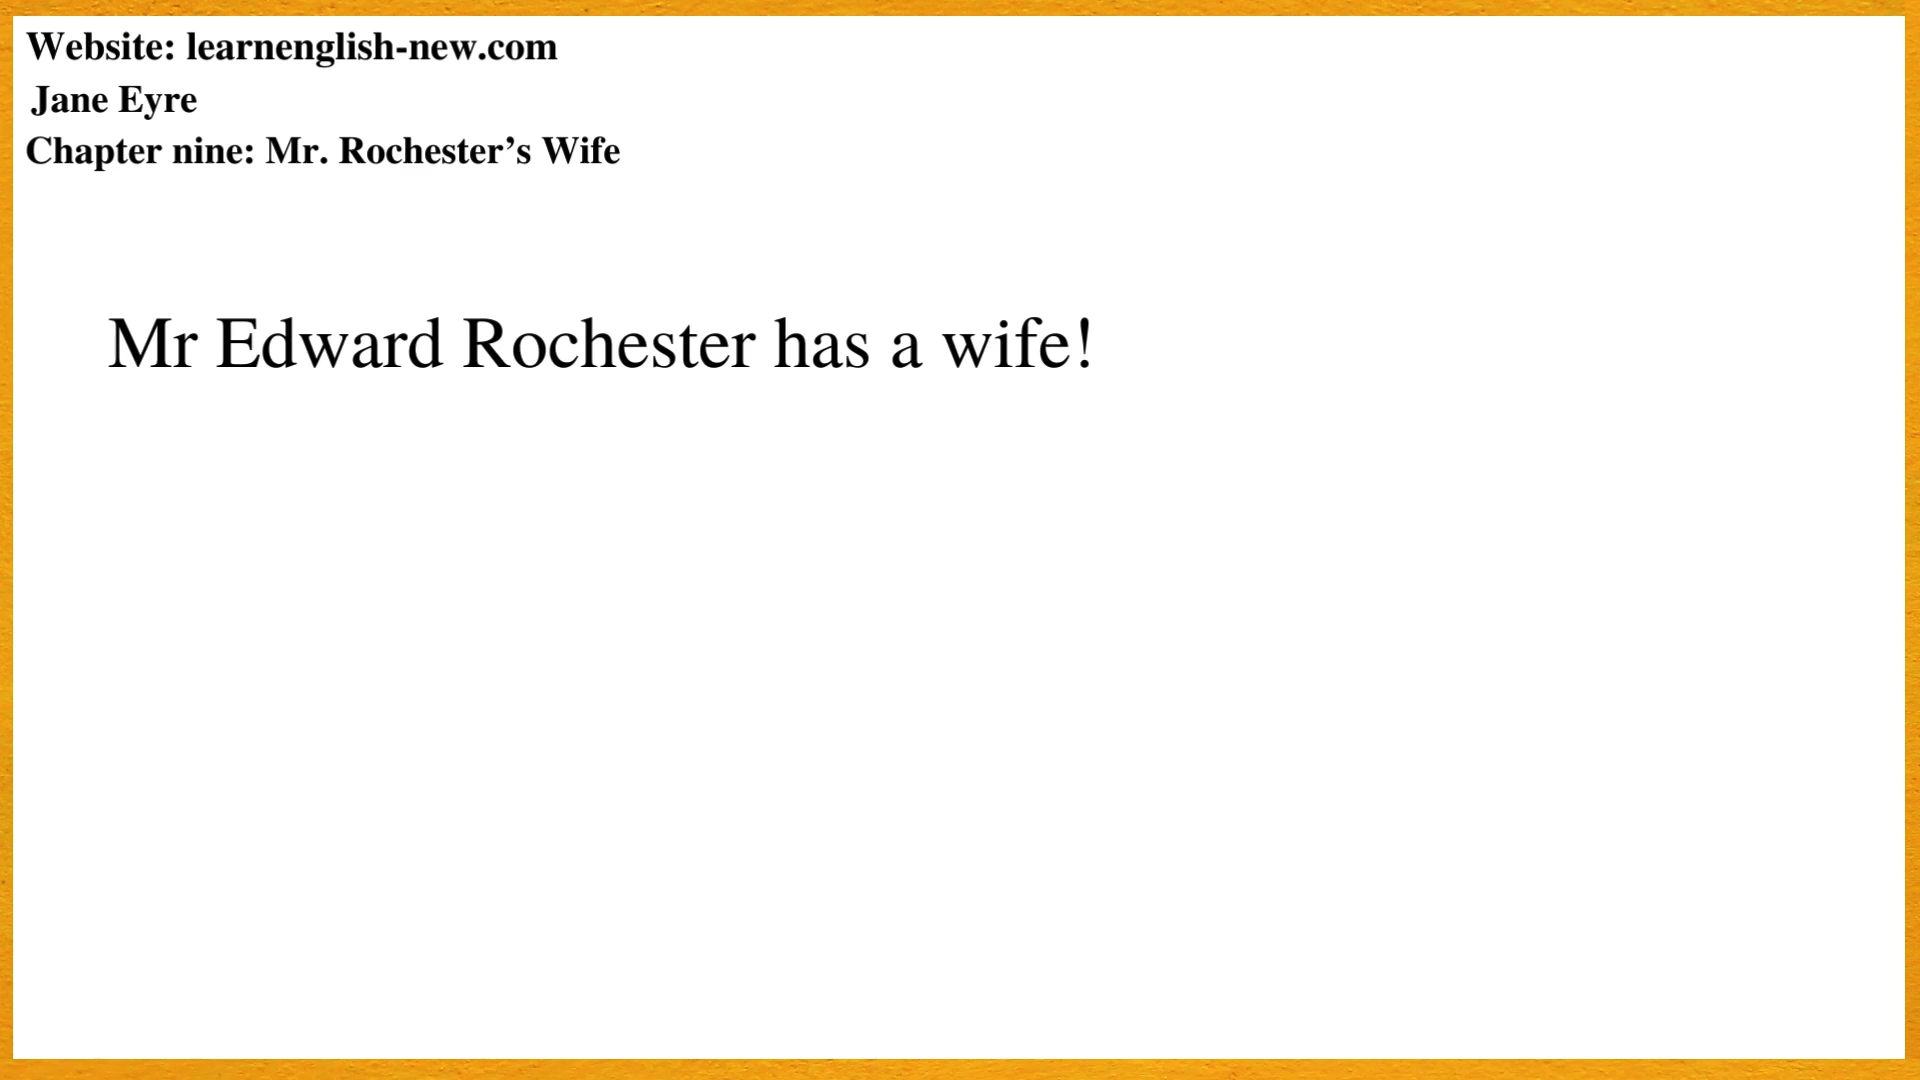 Website: learnenglish-new.com
Jane Eyre
Chapter nine: Mr. Rochester’s Wife
Mr Edward Rochester has a wife!